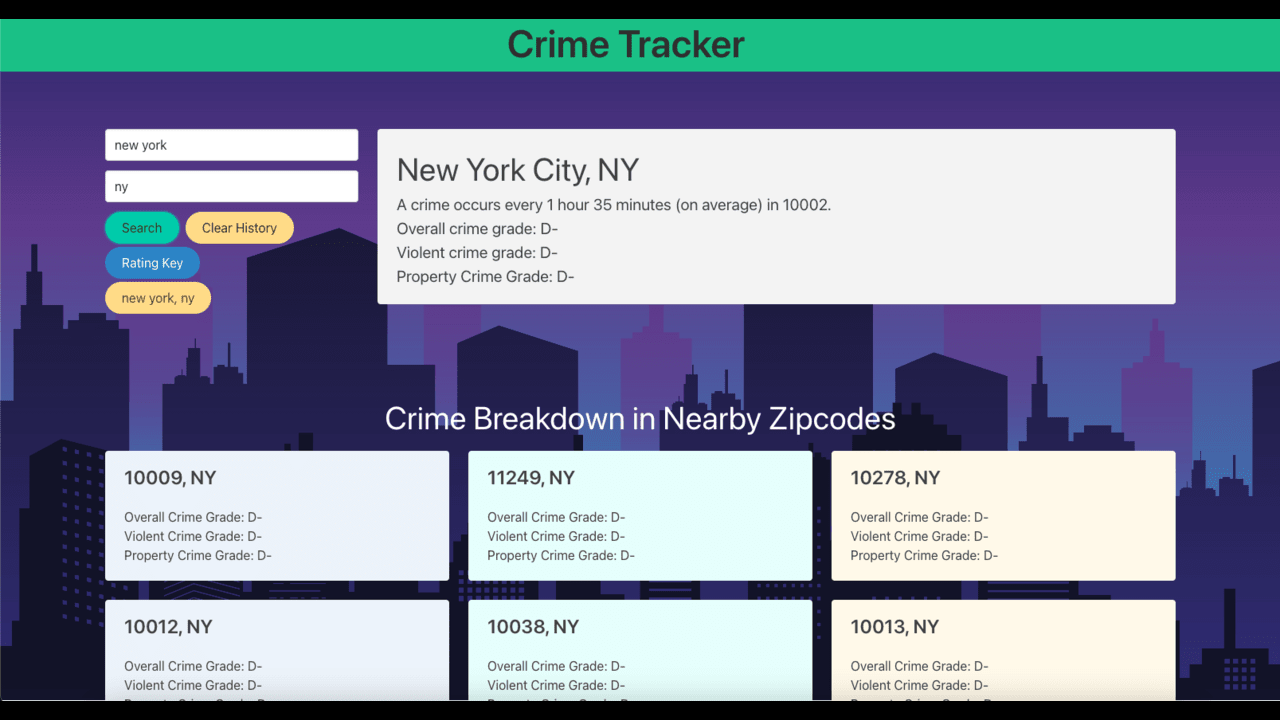 Crime Tracker
new york
ny
Search
Clear History
Rating Key
new york, ny
New York City, NY
A crime occurs every 1 hour 35 minutes (on average) in 10002.
Overall crime grade: D-
Violent crime grade: D-
Property Crime Grade: D-
Crime Breakdown in Nearby Zipcodes
10009, NY
Overall Crime Grade: D-
Violent Crime Grade: D-
Property Crime Grade: D-
11249, NY
Overall Crime Grade: D-
Violent Crime Grade: D-
Property Crime Grade: D-
10278, NY
Overall Crime Grade: D-
Violent Crime Grade: D-
Property Crime Grade: D-
10012, NY
Overall Crime Grade: D-
Violent Crime Grade: D-
10038, NY
Overall Crime Grade: D-
Violent Crime Grade: D-
10013, NY
Overall Crime Grade: D-
Violent Crime Grade: D-